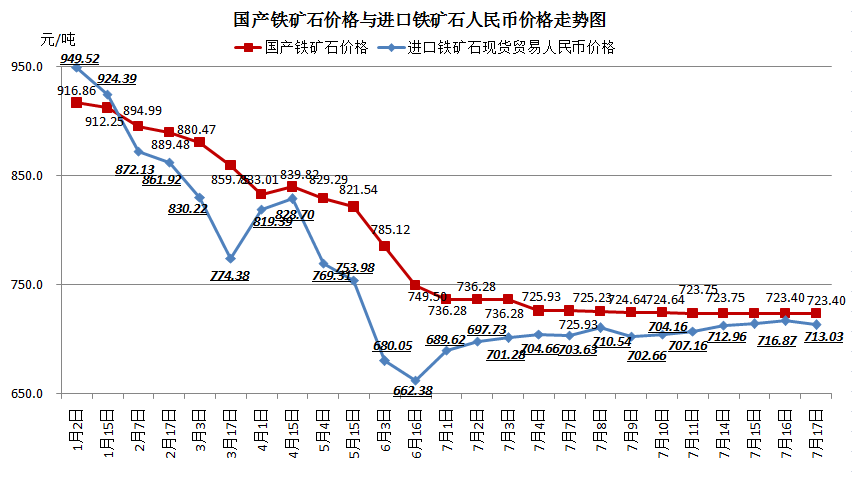 国产铁矿石价格与进口铁矿石人民币价格走势图
元/吨
国产铁矿石价格
进口铁矿石现货贸易人民币价格
950.0
850.0
750.0
650.0
916.86
912.25
894.99
889.48
880.47
859.75
833.01
839.82
829.29
821.54
785.12
749.50
736.28
736.28
736.28
725.93
725.93
725.23
724.64
724.64
723.75
723.75
723.40
723.40
949.52
924.39
872.13
861.92
830.22
774.38
819.39
828.70
769.31
753.98
680.05
662.38
689.62
697.73
701.28
704.66
703.63
710.54
702.66
704.16
707.16
712.96
716.87
713.03
1月2日
1月15日
2月7日
2月17日
3月3日
3月17日
4月1日
4月15日
5月4日
5月15日
6月3日
6月16日
7月1日
7月2日
7月3日
7月4日
7月7日
7月8日
7月9日
7月10日
7月11日
7月14日
7月15日
7月16日
7月17日